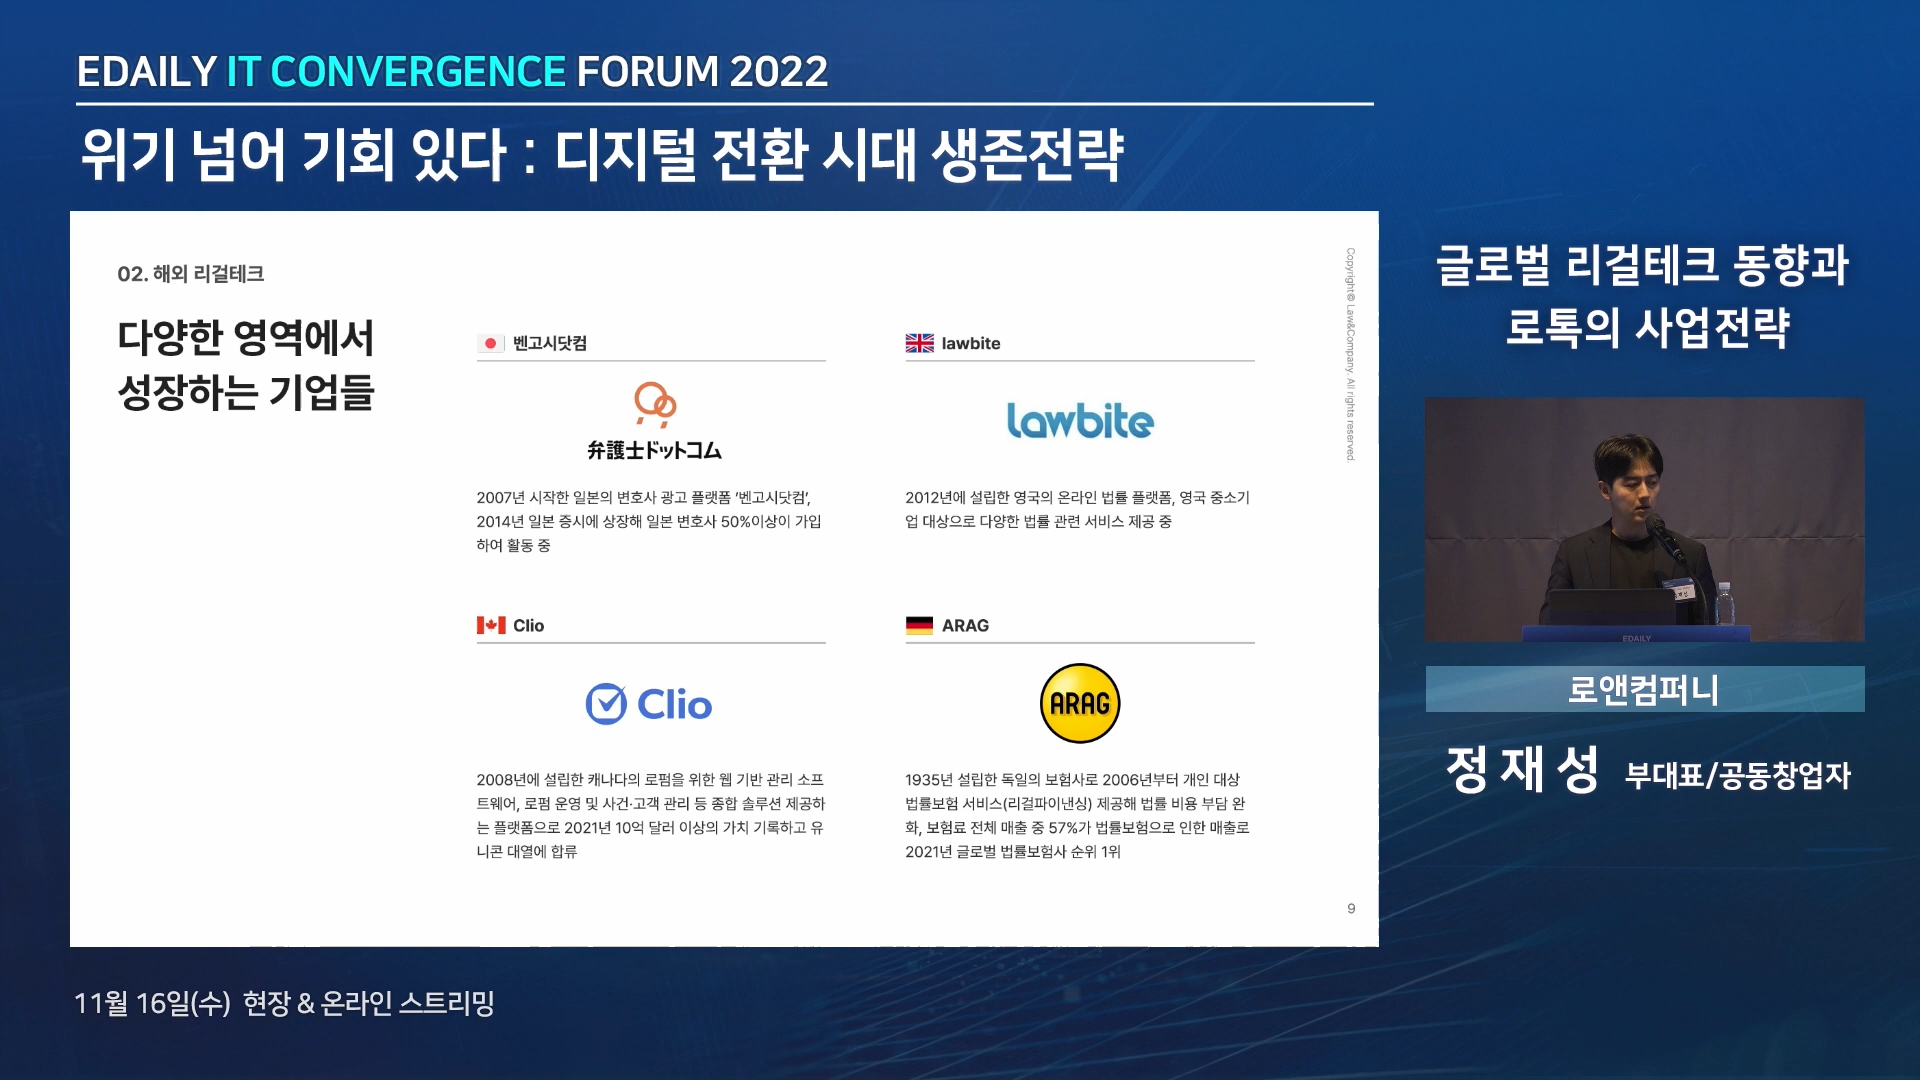 EDAILY IT CONVERGENCE FORUM 2022
위기 넘어 기회 있다 : 디지털 전환 시대 생존전략
02. 해외 리걸테크
다양한 영역에서
성장하는 기업들
벤고시닷컴
弁護士ドットコム
2007년 시작한 일본의 변호사 광고 플랫폼 ‘벤고시닷컴’,
2014년 일본 증시에 상장해 일본 변호사 50%이상이 가입
하여 활동 중
lawbite
lawbite
2012년에 설립한 영국의 온라인 법률 플랫폼, 영국 중소기
업 대상으로 다양한 법률 관련 서비스 제공 중
Clio
Clio
2008년에 설립한 캐나다의 로펌을 위한 웹 기반 관리 소프
트웨어, 로펌 운영 및 사건·고객 관리 등 종합 솔루션 제공하
는 플랫폼으로 2021년 10억 달러 이상의 가치 기록하고 유
니콘 대열에 합류
ARAG
ARAG
1935년 설립한 독일의 보험사로 2006년부터 개인 대상
법률보험 서비스(리걸파이낸싱) 제공해 법률 비용 부담 완
화, 보험료 전체 매출 중 57%가 법률보험으로 인한 매출로
2021년 글로벌 법률보험사 순위 1위
Copyright© Law&Company. All rights reserved.
9
글로벌 리걸테크 동향과
로톡의 사업전략
EDAILY
로앤컴퍼니
정재성 부대표/공동창업자
11월 16일(수) 현장 & 온라인 스트리밍